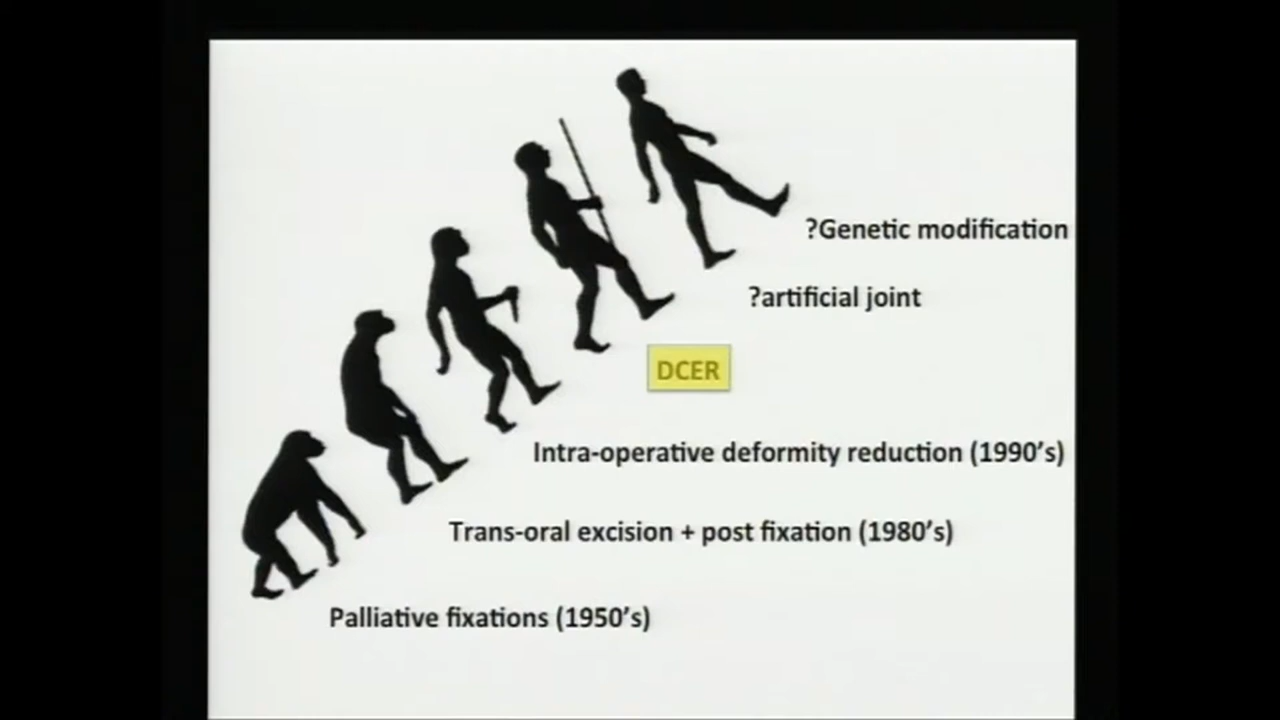 ?Genetic modification
?artificial joint
DCER
Intra-operative deformity reduction (1990's)
Trans-oral excision + post fixation (1980's)
Palliative fixations (1950's)